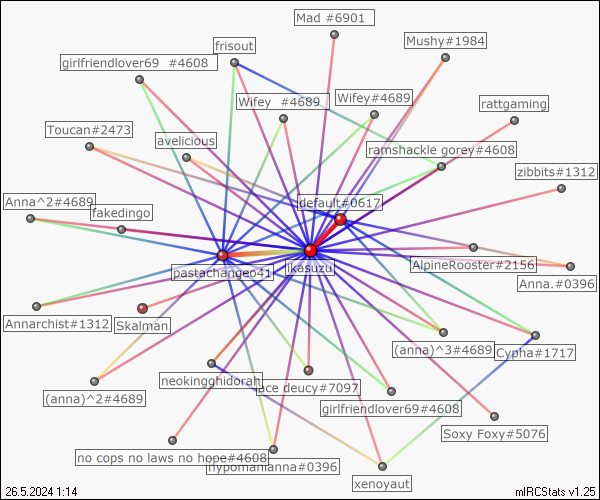 Mad #6901
frisout
Mushy#1984
girlfriendlover69 #4608
Wifey #4689
Wifey#4689
rattgaming
Toucan#2473
avelicious
ramshackle gorey#4608
zibbits#1312
Anna^2#4689
fakedingo
default#0617
pastachangeo41
ikasuzu
AlpineRooster#2156
Anna.#0396
Annarchist#1312
Skalman
(anna)^3#4689
Cypha#1717
neokingghidorah
ace deucy#7097
(anna)^2#4689
girlfriendlover69#4608
Soxy Foxy#5076
no cops no laws no hope#4608
hypomanianna#0396
xenoyaut
26.5.2024 1:14
mIRCStats v1.25